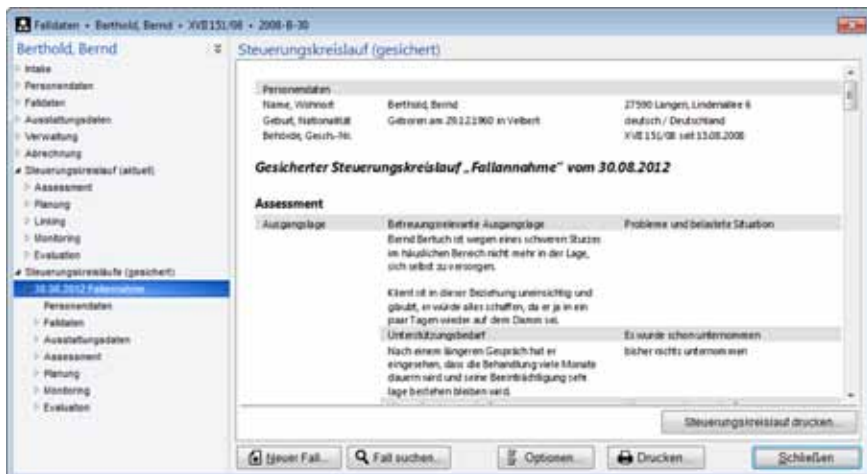 Falldaten • Berthold, Bernd • XVII 151/08 • 2008-B-30
Berthold, Bernd
Intake
Personendaten
Falldaten
Ausstattungsdaten
Verwaltung
Abrechnung
Steuerungskreislauf (aktuell)
Assessment
Planung
Linking
Monitoring
Evaluation
Steuerungskreisläufe (gesichert)
30.08.2012 Fallannahme
Personendaten
Falldaten
Ausstattungsdaten
Assessment
Planung
Monitoring
Evaluation
Steuerungskreislauf (gesichert)
Personendaten
Name, Wohnort Berthold, Bernd 27590 Langen, Lindenallee 6
Geburt, Nationalität Geboren am 29.12.1960 in Velbert deutsch / Deutschland
Behörde, Gesch.-Nr. XVII 151/08 seit 13.08.2008
Gesicherter Steuerungskreislauf „Fallannahme" vom 30.08.2012
Assessment
Ausgangslage Betreuungsrelevante Ausgangslage Probleme und belastete Situation
Bernd Bertuch ist wegen eines schweren Sturzes
im häuslichen Bereich nicht mehr in der Lage,
sich selbst zu versorgen.
Klient ist in dieser Beziehung uneinsichtig und
glaubt, er würde alles schaffen, da er ja in ein
paar Tagen wieder auf dem Damm sei.
Unterstützungsbedarf Es wurde schon unternommen
Nach einem längeren Gespräch hat er bisher nichts unternommen
eingesehen, dass die Behandlung viele Monate
dauern wird und seine Beeinträchtigung sehr
lage bestehen bleiben wird.
Steuerungskreislauf drucken...
Neuer Fall... Fall suchen... Optionen... Drucken... Schließen